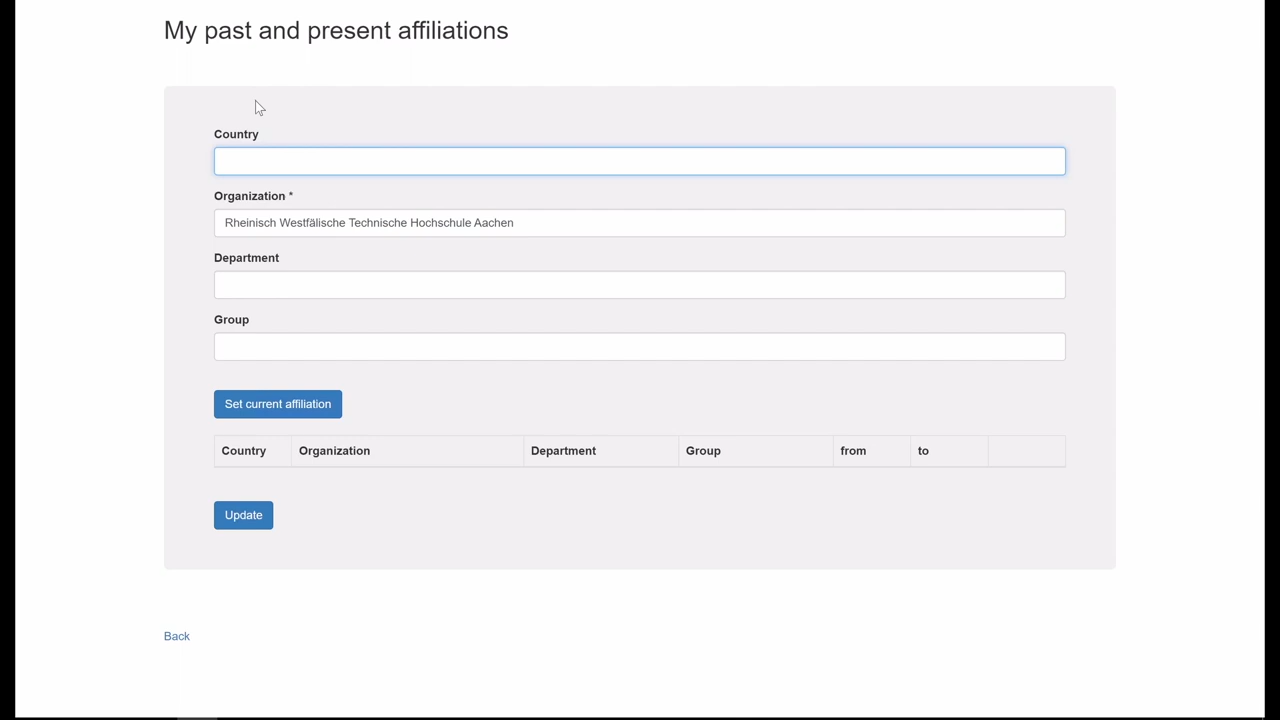 My past and present affiliations
Country
Organization *
Rheinisch Westfälische Technische Hochschule Aachen
Department
Group
Set current affiliation
Country Organization Department Group from to
Update
Back